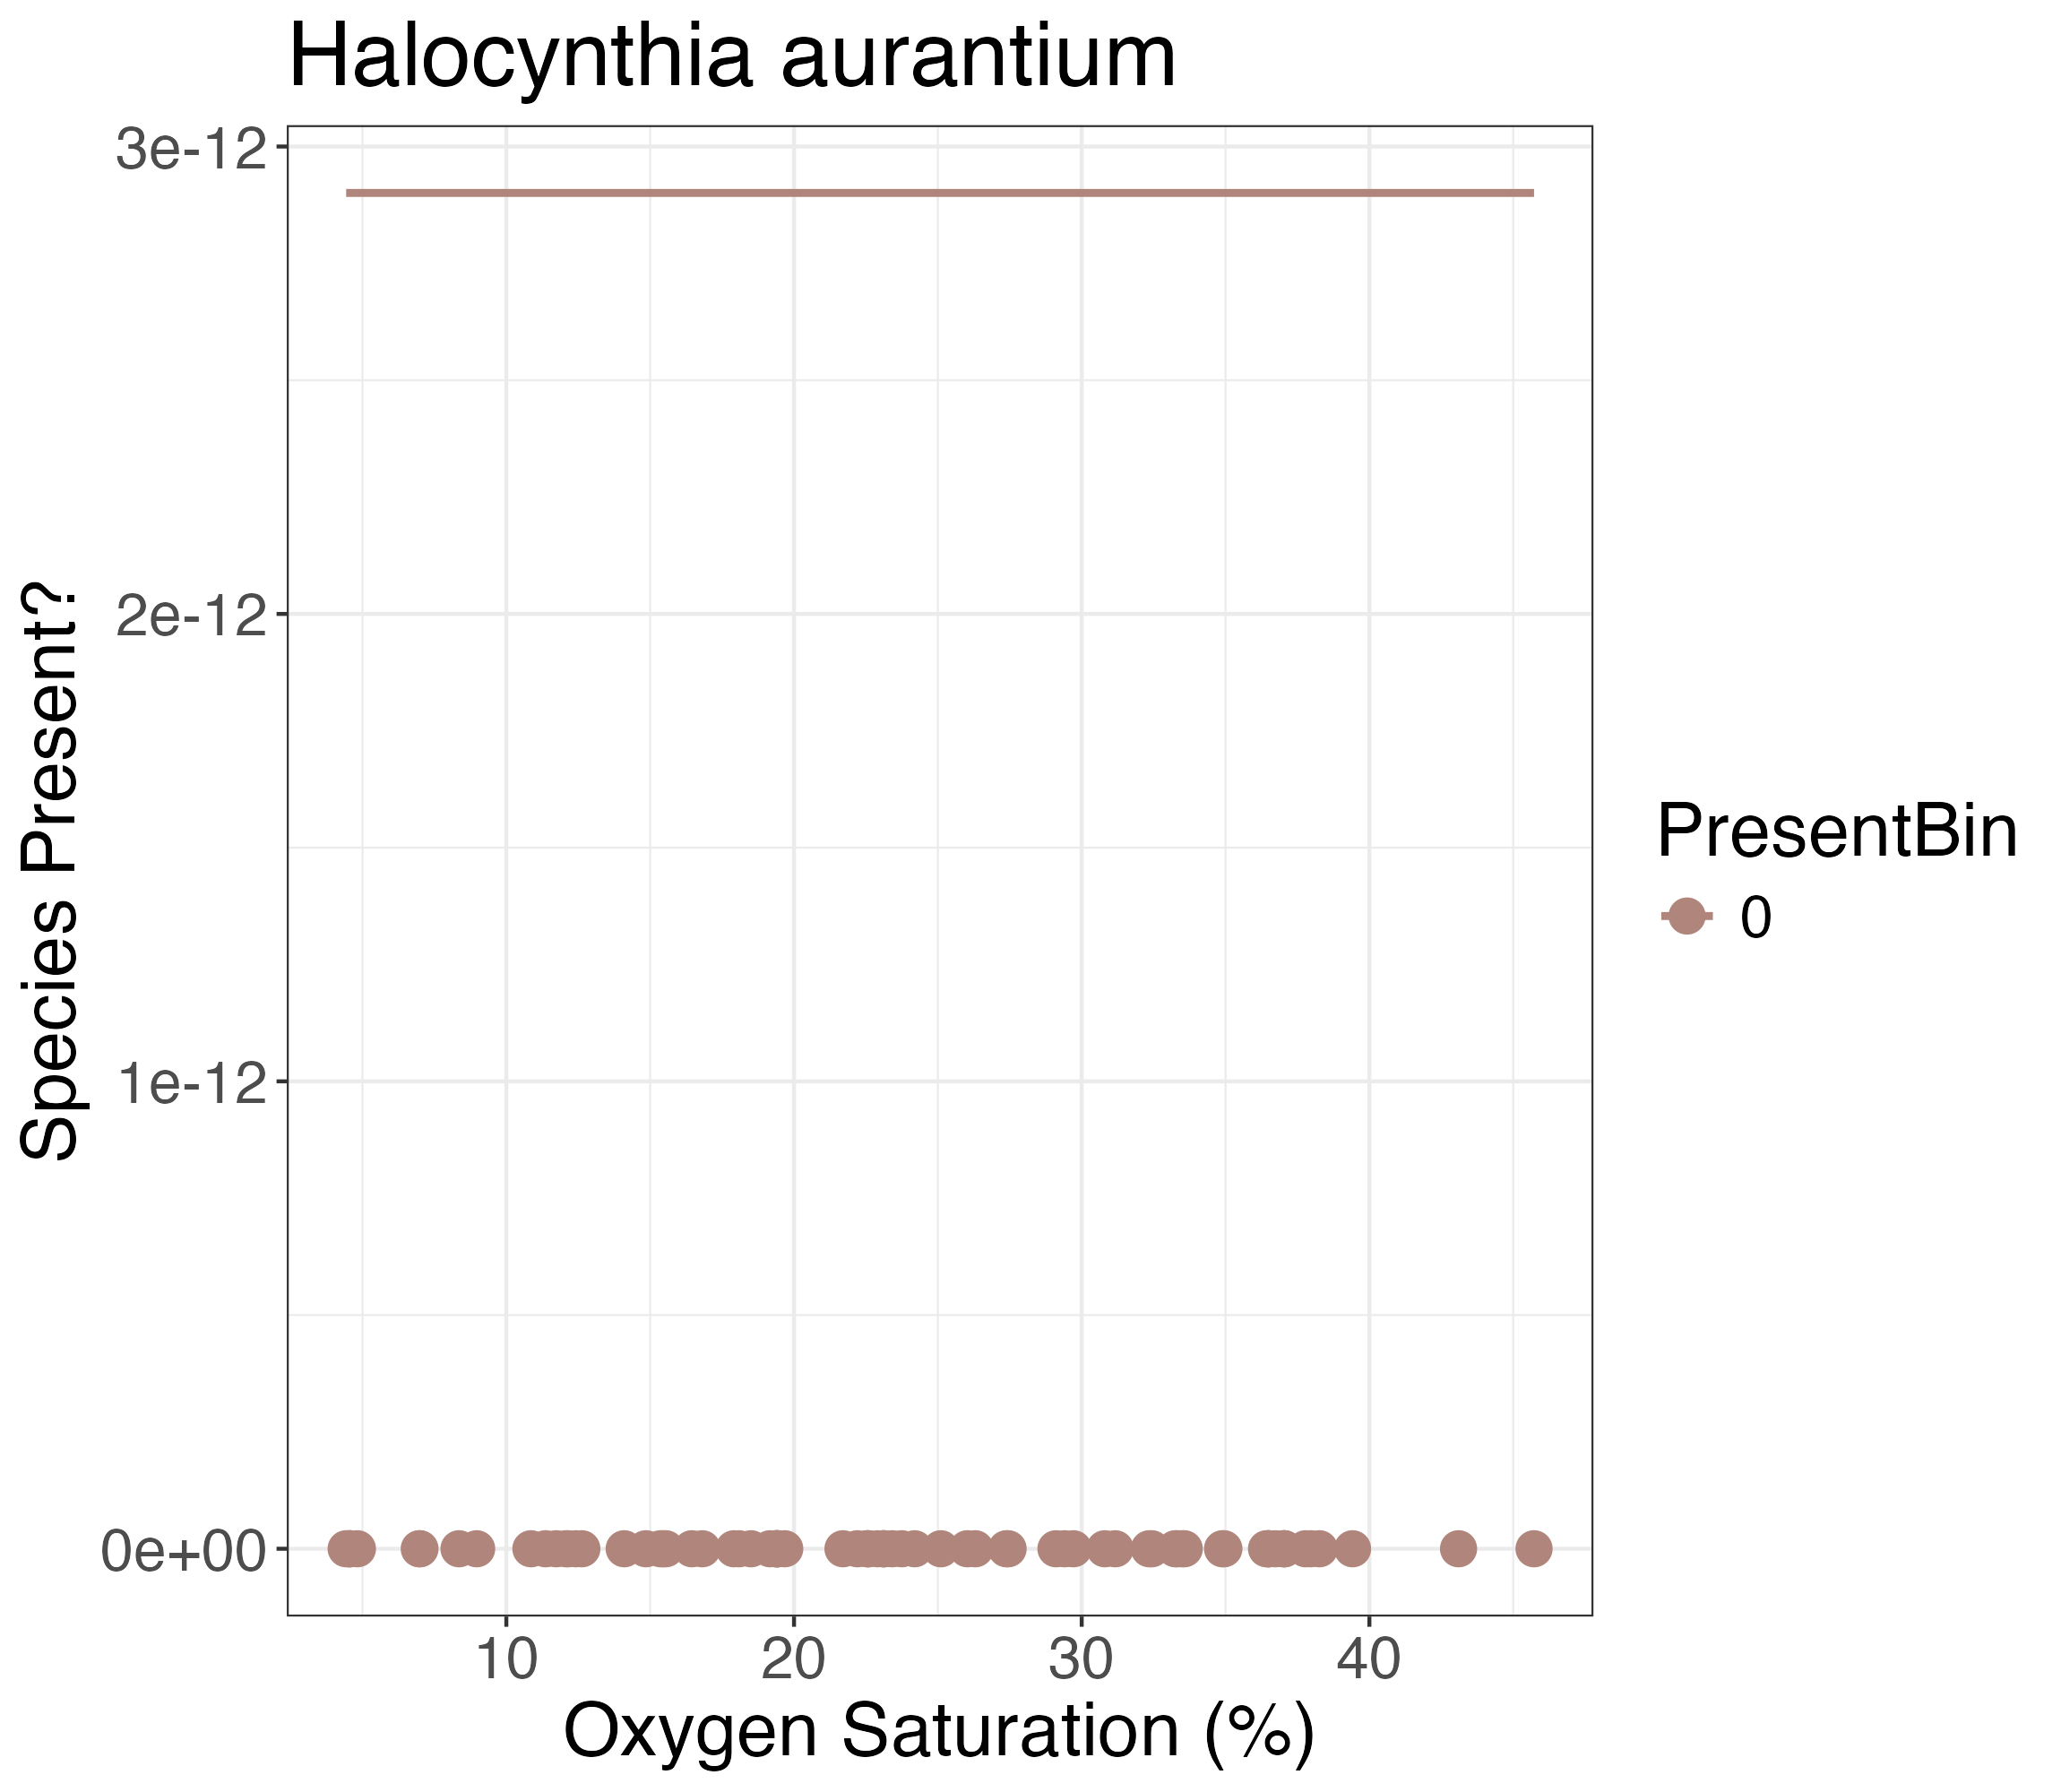 Halocynthia aurantium
3e-12
2e-12
1e-12
0e+00
Species Present?
10 20 30 40
Oxygen Saturation (%)
PresentBin
0